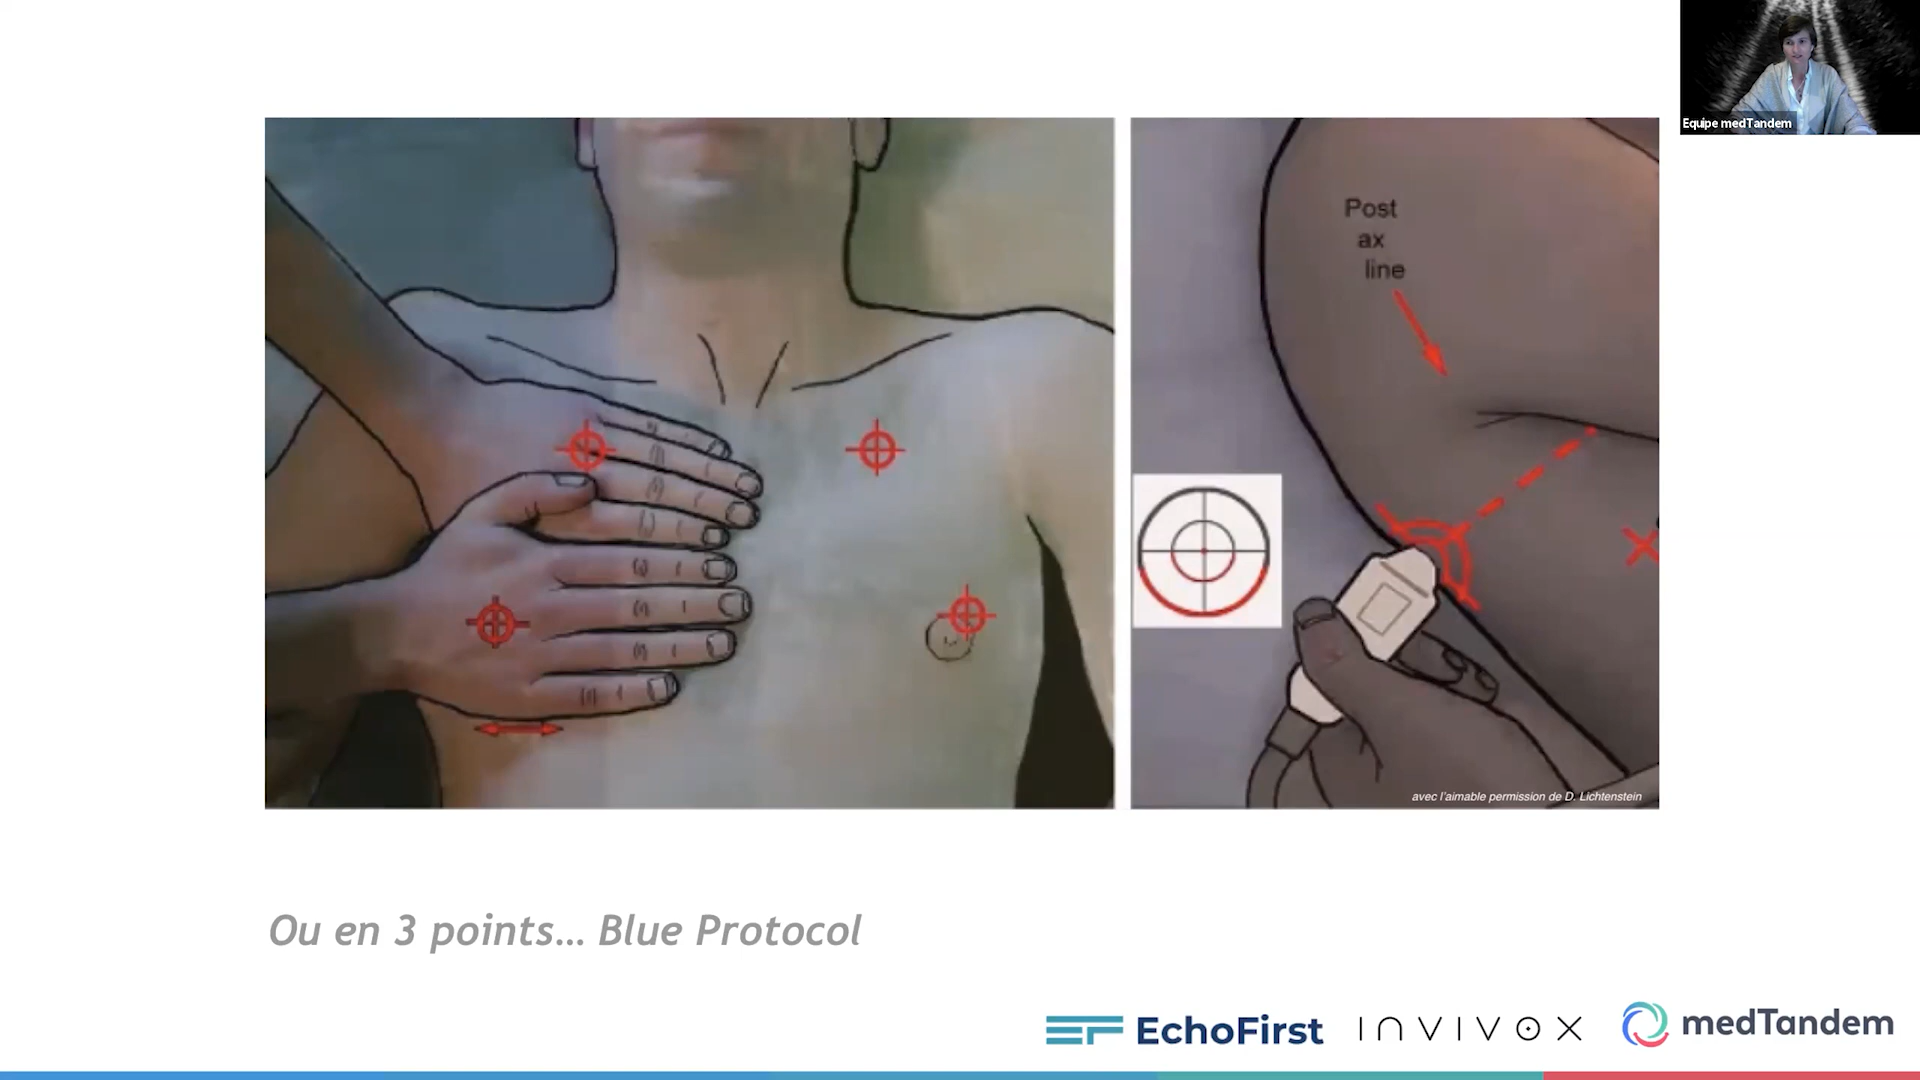 Equipe medTandem
Post
ax
line
avec l'aimable permission de D. Lichtenstein
Ou en 3 points... Blue Protocol
EchoFirst
INVIVOX
medTandem